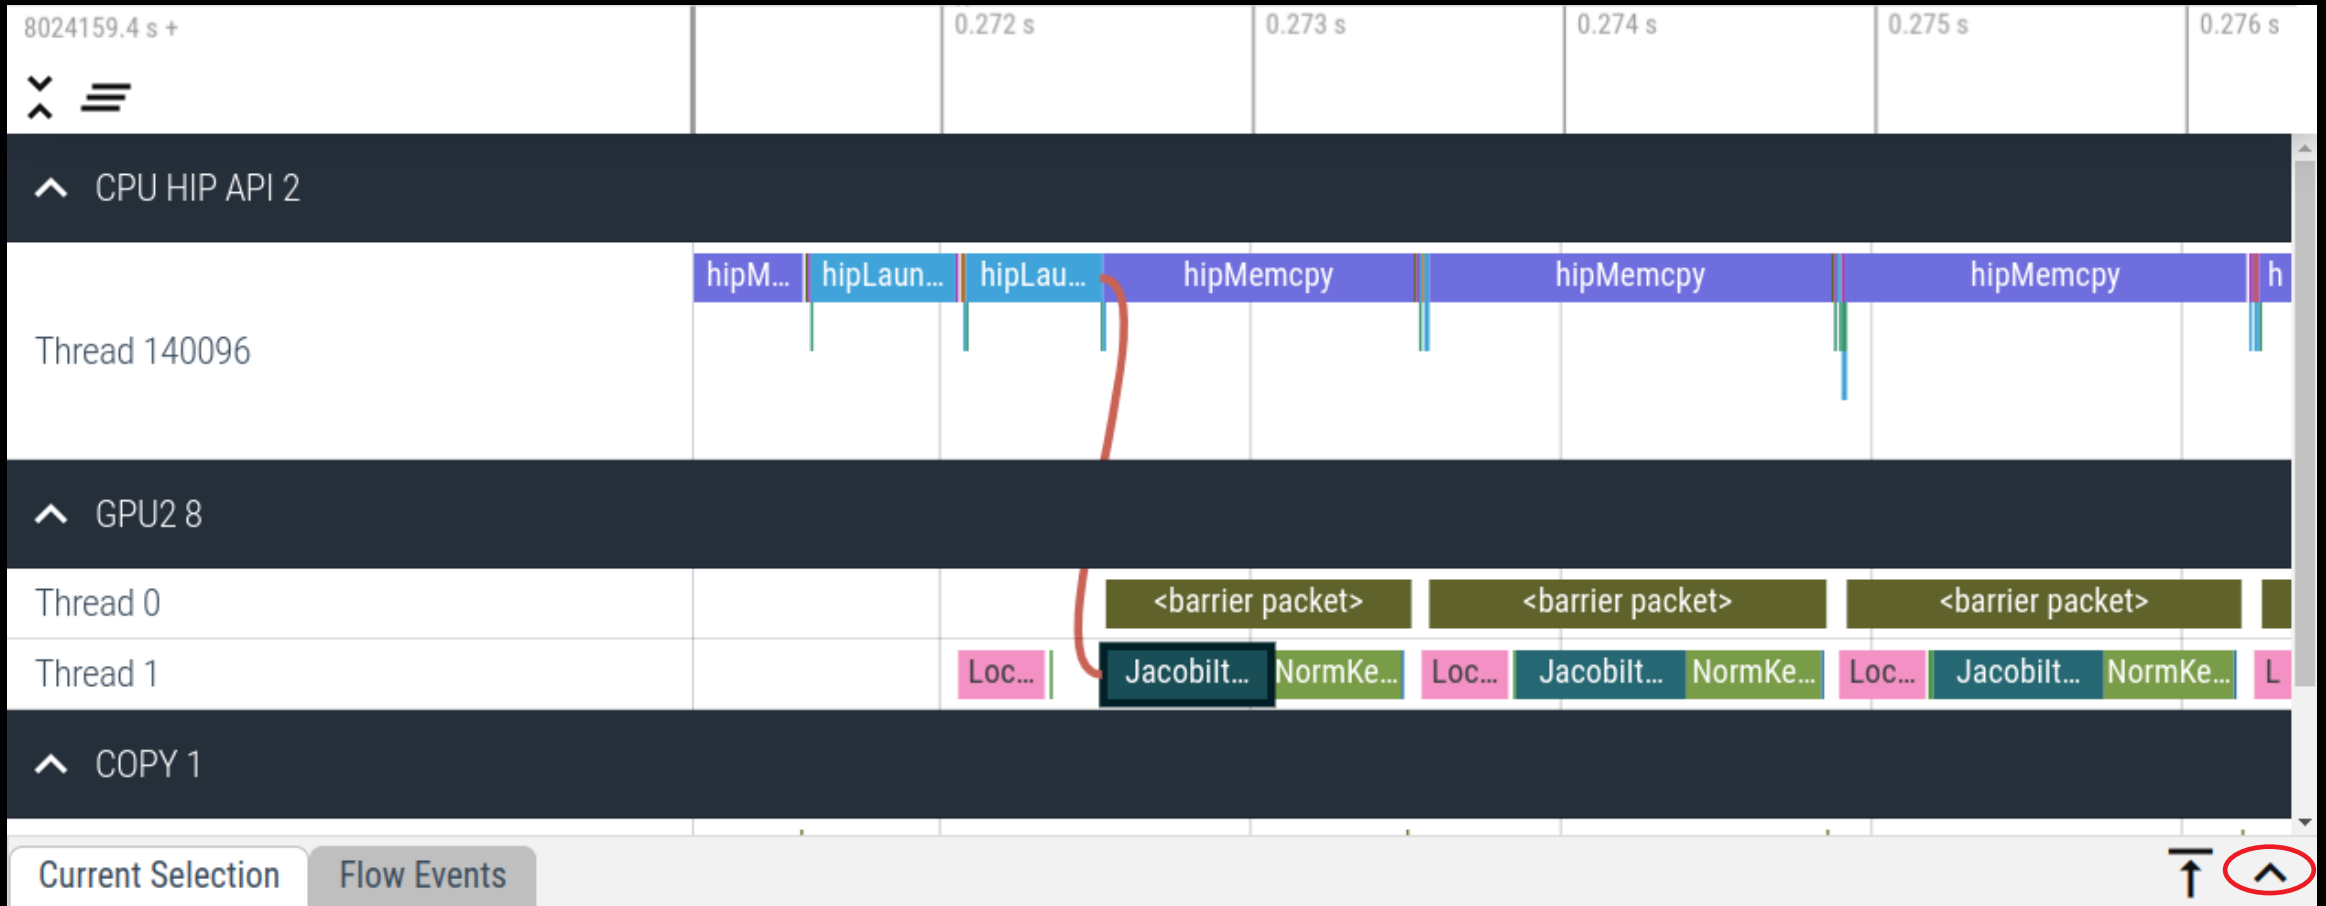 8024159.4 s + 0.272 s 0.273 s 0.274 s 0.275 s 0.276 s
CPU HIP API 2
hipM... hipLaun... hipLau... hipMemcpy hipMemcpy hipMemcpy h
Thread 140096
GPU2 8
Thread 0 <barrier packet> <barrier packet> <barrier packet>
Thread 1 Loc... JacobiIt... NormKe... Loc... JacobiIt... NormKe... Loc... JacobiIt... NormKe... L
COPY 1
Current Selection Flow Events